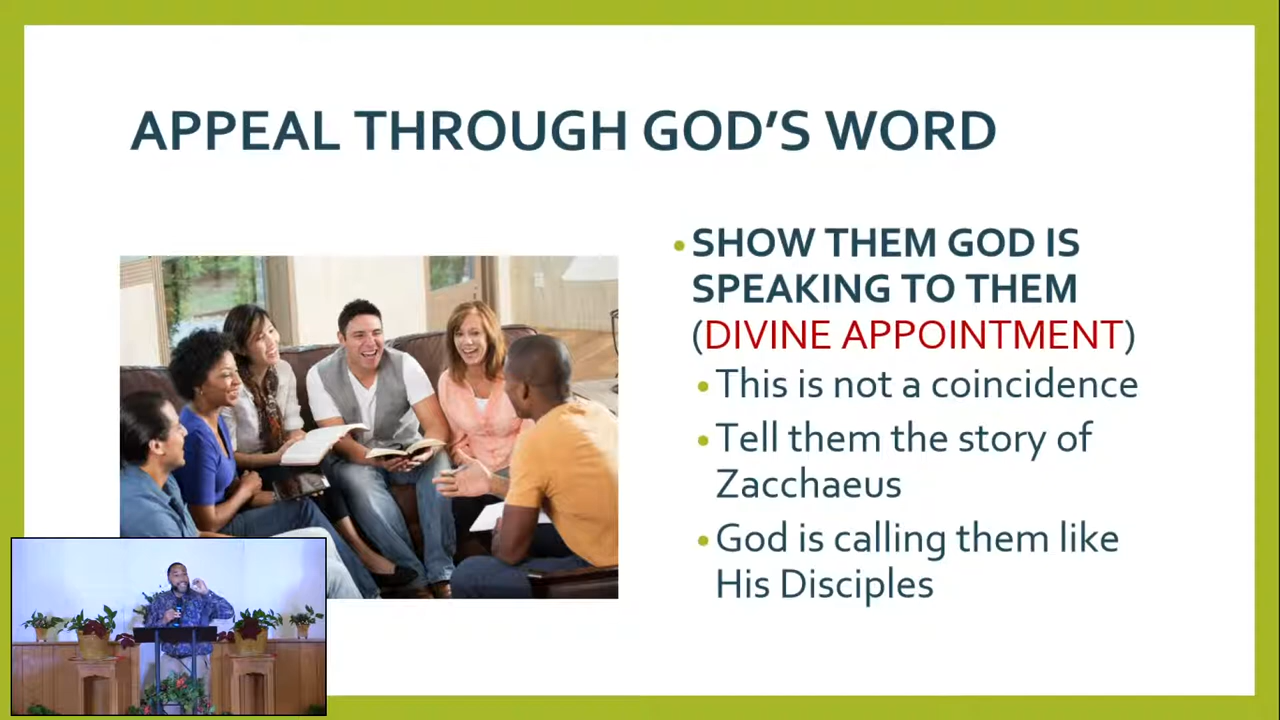 APPEAL THROUGH GOD’S WORD
• SHOW THEM GOD IS
SPEAKING TO THEM
(DIVINE APPOINTMENT)
• This is not a coincidence
• Tell them the story of
Zacchaeus
• God is calling them like
His Disciples